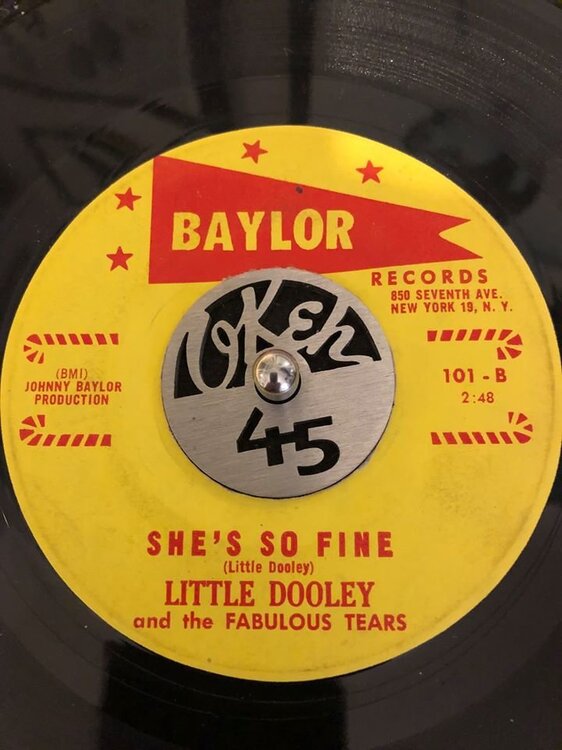 BAYLOR
RECORDS
850 SEVENTH AVE.
NEW YORK 19, N. Y.
OKeh
45
(BMI)
JOHNNY BAYLOR
PRODUCTION
101 - B
2:48
SHE'S SO FINE
(Little Dooley)
LITTLE DOOLEY
and the FABULOUS TEARS